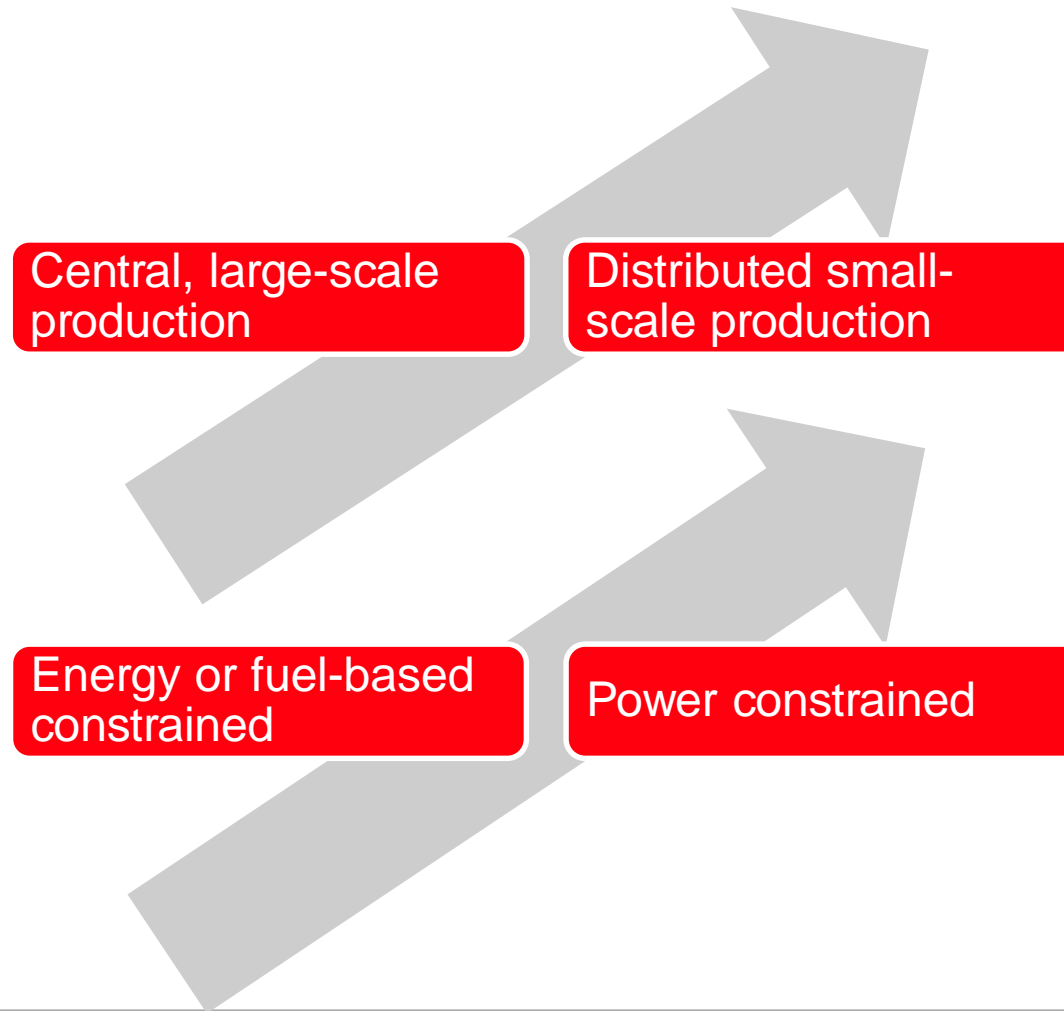 Central, large-scale
production
Distributed small-
scale production
Energy or fuel-based
constrained
Power constrained